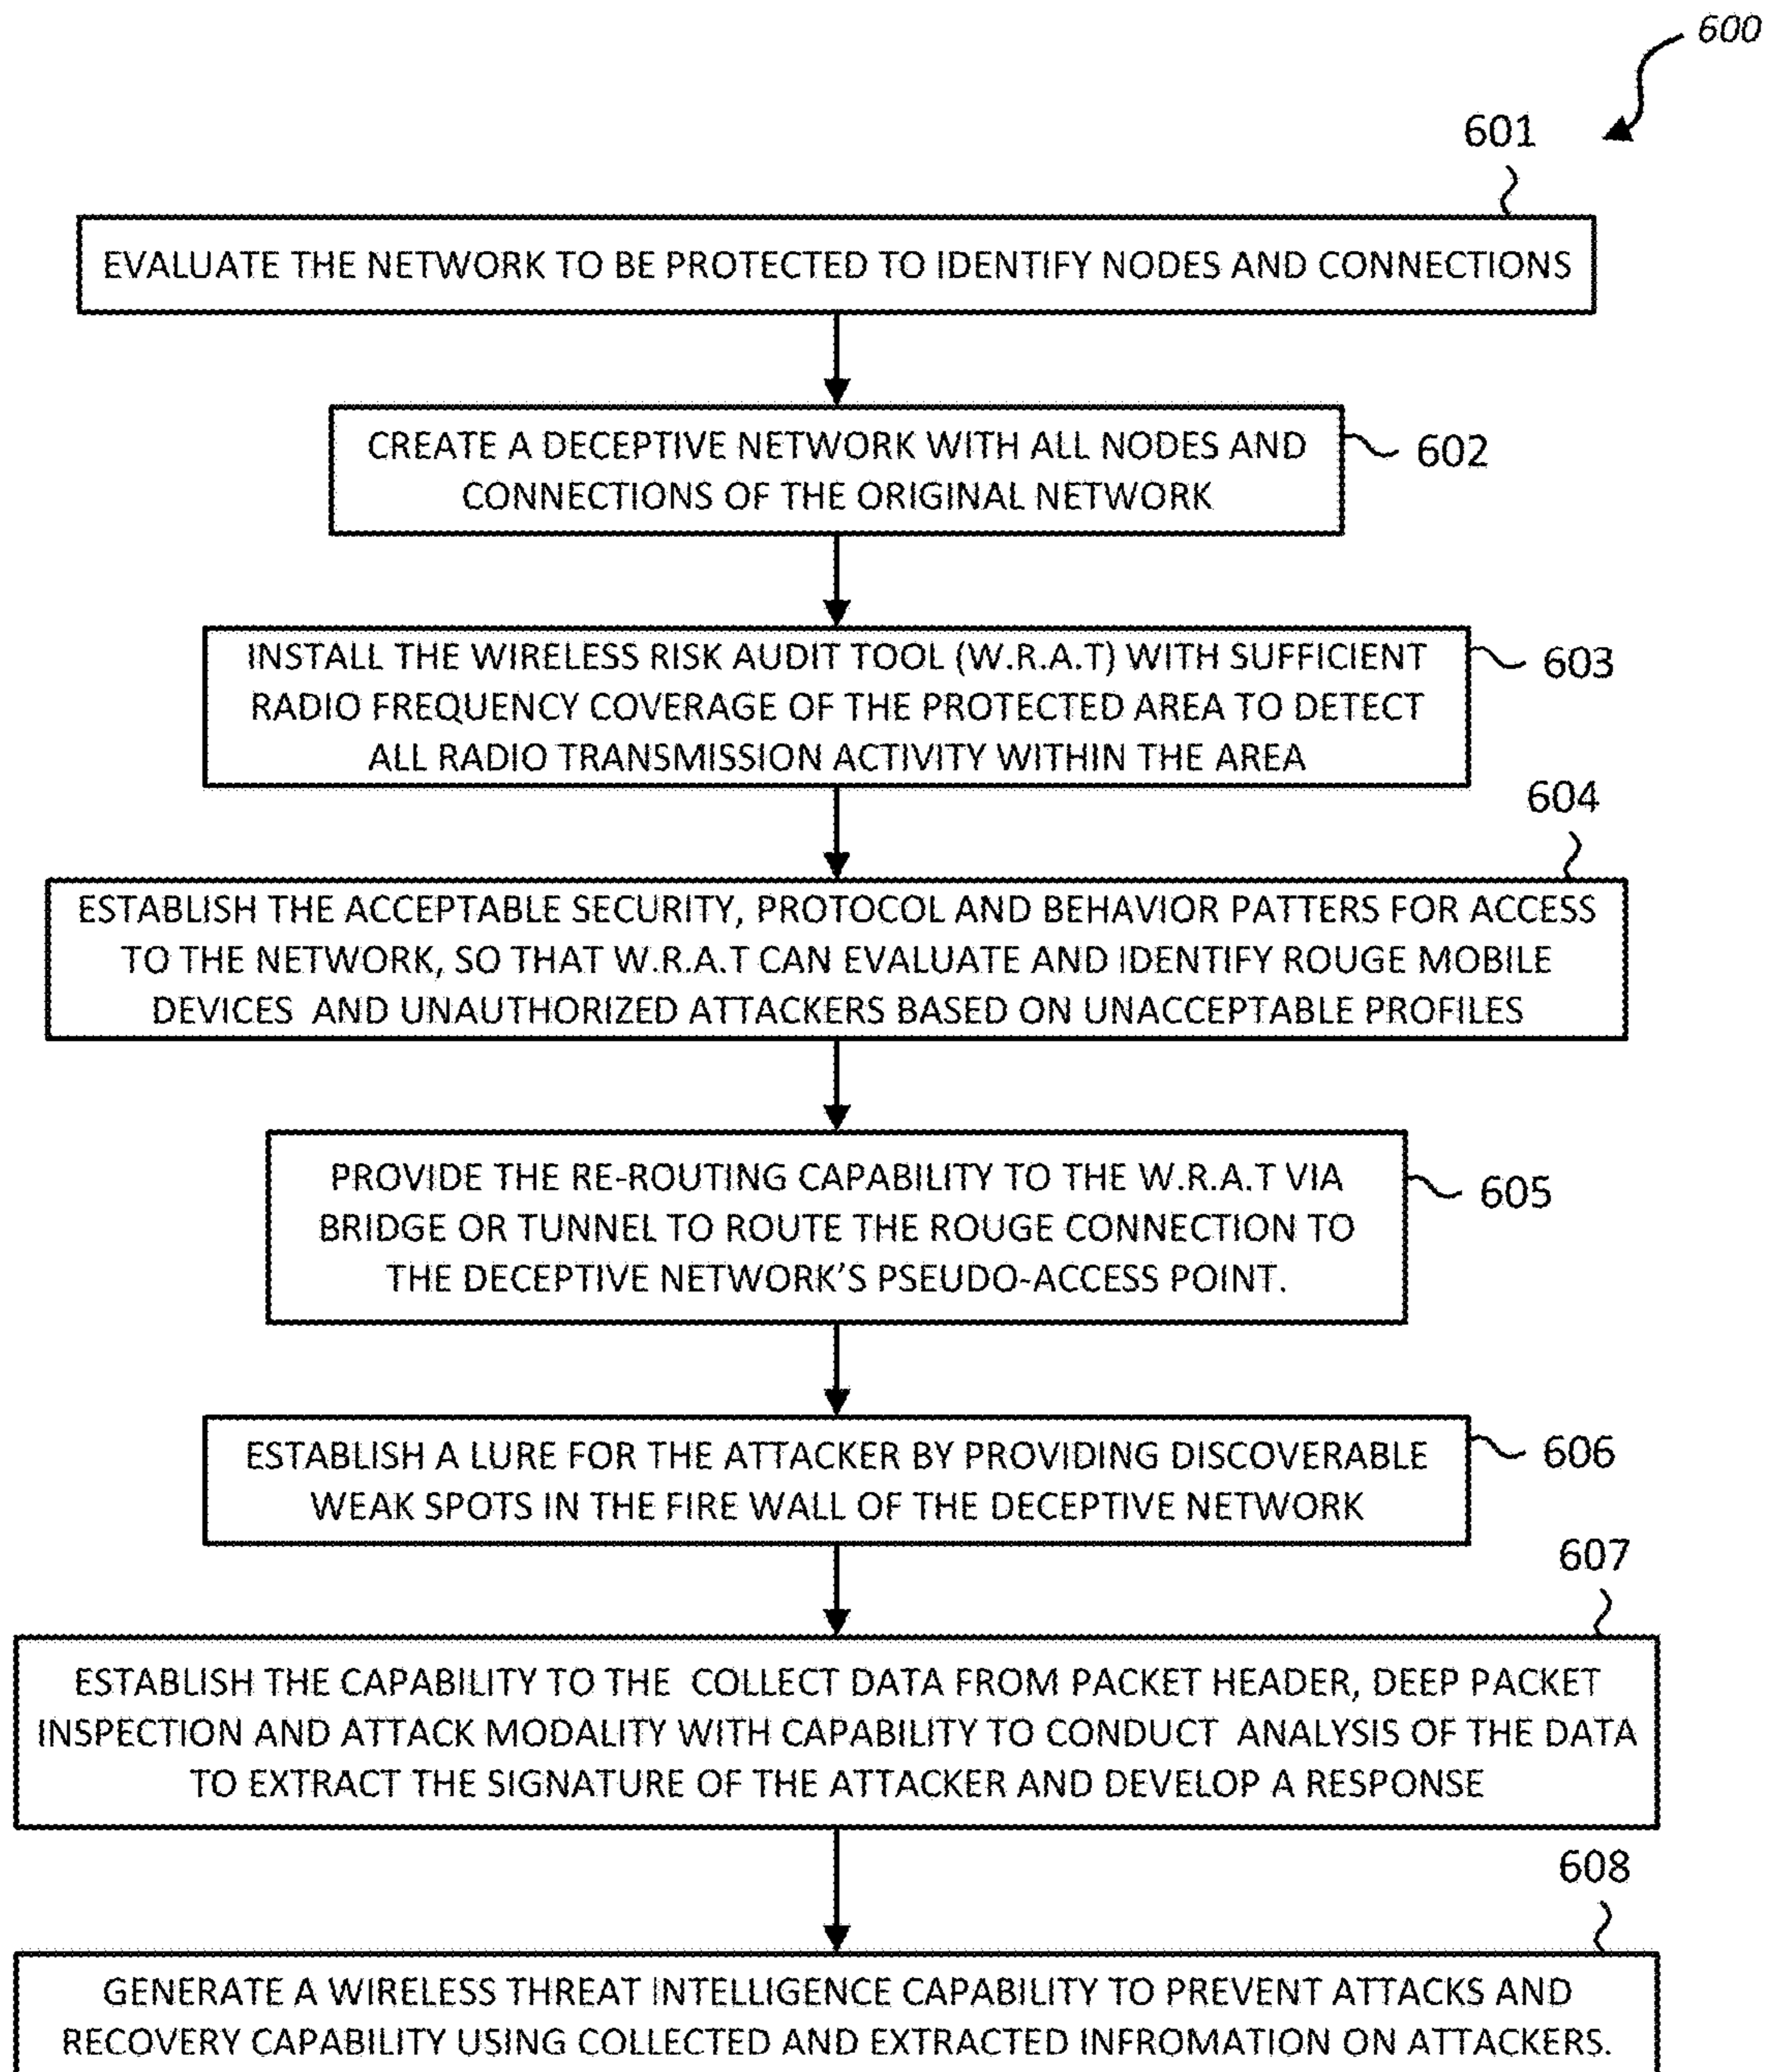 600
601
EVALUATE THE NETWORK TO BE PROTECTED TO IDENTIFY NODES AND CONNECTIONS
CREATE A DECEPTIVE NETWORK WITH ALL NODES AND
CONNECTIONS OF THE ORIGINAL NETWORK
602
INSTALL THE WIRELESS RISK AUDIT TOOL (W.R.A.T) WITH SUFFICIENT
RADIO FREQUENCY COVERAGE OF THE PROTECTED AREA TO DETECT
ALL RADIO TRANSMISSION ACTIVITY WITHIN THE AREA
603
604
ESTABLISH THE ACCEPTABLE SECURITY, PROTOCOL AND BEHAVIOR PATTERS FOR ACCESS
TO THE NETWORK, SO THAT W.R.A.T CAN EVALUATE AND IDENTIFY ROUGE MOBILE
DEVICES AND UNAUTHORIZED ATTACKERS BASED ON UNACCEPTABLE PROFILES
PROVIDE THE RE-ROUTING CAPABILITY TO THE W.R.A.T VIA
BRIDGE OR TUNNEL TO ROUTE THE ROUGE CONNECTION TO
THE DECEPTIVE NETWORK'S PSEUDO-ACCESS POINT.
605
ESTABLISH A LURE FOR THE ATTACKER BY PROVIDING DISCOVERABLE
WEAK SPOTS IN THE FIRE WALL OF THE DECEPTIVE NETWORK
606
607
ESTABLISH THE CAPABILITY TO THE COLLECT DATA FROM PACKET HEADER, DEEP PACKET
INSPECTION AND ATTACK MODALITY WITH CAPABILITY TO CONDUCT ANALYSIS OF THE DATA
TO EXTRACT THE SIGNATURE OF THE ATTACKER AND DEVELOP A RESPONSE
608
GENERATE A WIRELESS THREAT INTELLIGENCE CAPABILITY TO PREVENT ATTACKS AND
RECOVERY CAPABILITY USING COLLECTED AND EXTRACTED INFROMATION ON ATTACKERS.